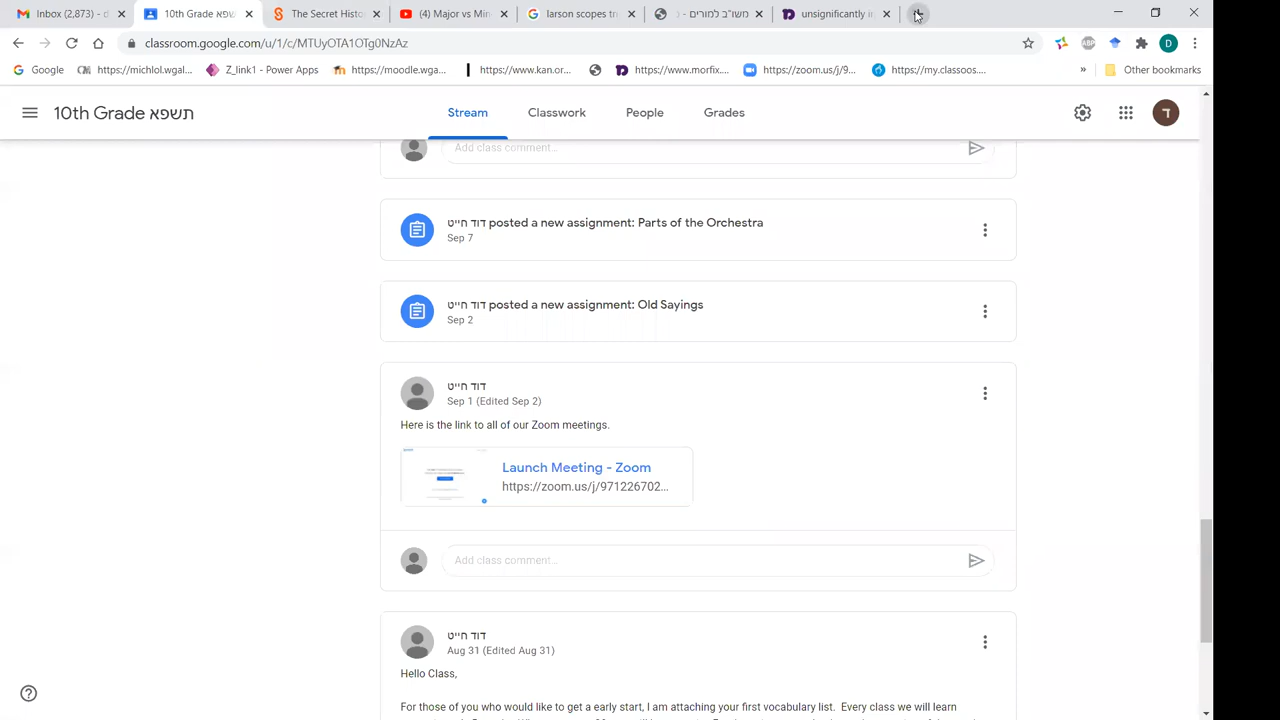 Inbox (2,873) - d
10th Grade תשפא
The Secret Histo
(4) Major vs Min
larson scopes tr
משו"ב למורים - כ
unsignificantly in
classroom.google.com/u/1/c/MTUyOTA1OTg0NzAz
ABP
D
Google
https://michlol.wgal...
Z_link1 - Power Apps
https://moodle.wga...
https://www.kan.or...
https://www.morfix...
https://zoom.us/j/9...
https://my.classoos....
»
Other bookmarks
10th Grade תשפא
Stream
Classwork
People
Grades
ד
Add class comment...
דוד חייט posted a new assignment: Parts of the Orchestra
Sep 7
דוד חייט posted a new assignment: Old Sayings
Sep 2
דוד חייט
Sep 1 (Edited Sep 2)
Here is the link to all of our Zoom meetings.
Launch Meeting - Zoom
https://zoom.us/j/971226702...
Add class comment...
דוד חייט
Aug 31 (Edited Aug 31)
Hello Class,
For those of you who would like to get a early start, I am attaching your first vocabulary list. Every class we will learn